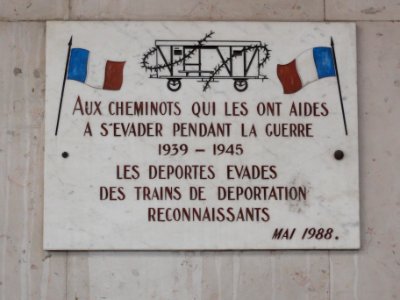 AUX CHEMINOTS QUI LES ONT AIDES
A S'EVADER PENDANT LA GUERRE
1939 – 1945
LES DEPORTES EVADES
DES TRAINS DE DEPORTATION
RECONNAISSANTS
MAI 1988.